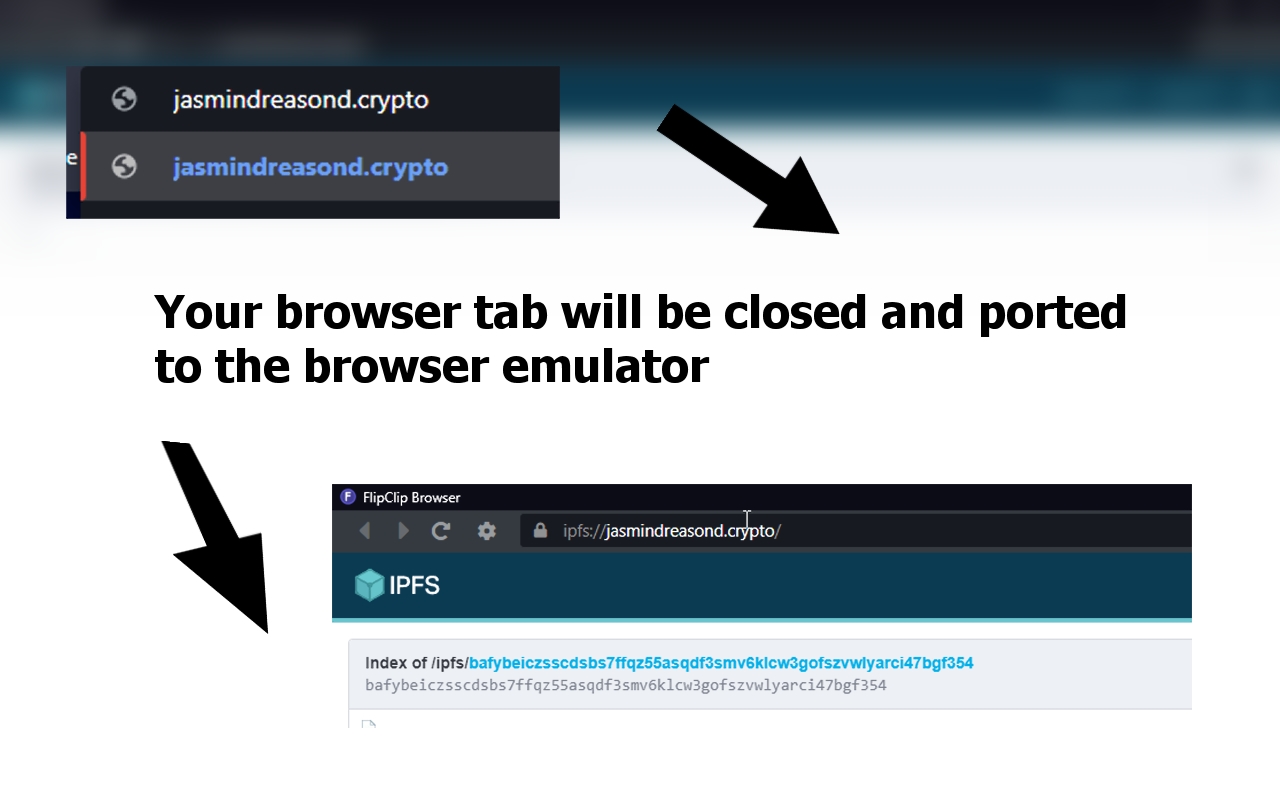 jasmindreasond.crypto
e
jasmindreasond.crypto
Your browser tab will be closed and ported
to the browser emulator
F FlipClip Browser
ipfs://jasmindreasond.crypto/
IPFS
Index of /ipfs/bafybeiczsscdsbs7ffqz55asqdf3smv6klcw3gofszvwlyarci47bgf354
bafybeiczsscdsbs7ffqz55asqdf3smv6klcw3gofszvwlyarci47bgf354